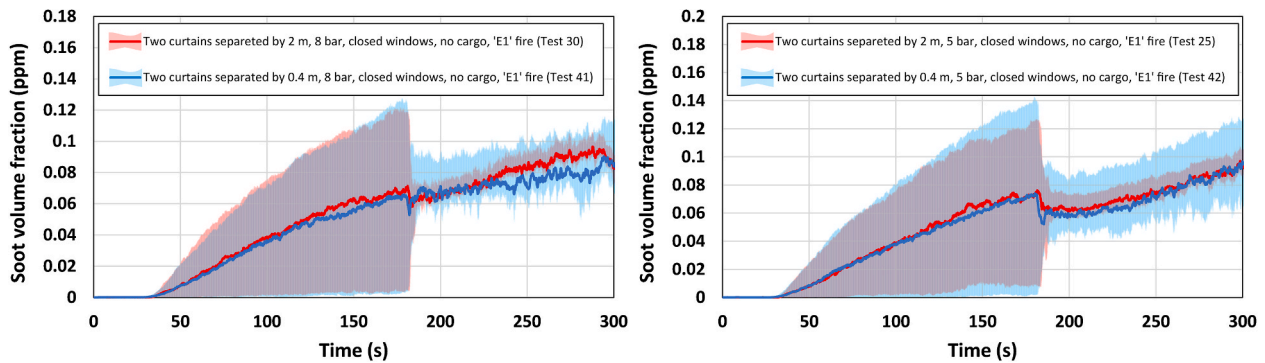 Soot volume fraction (ppm)
0.18
0.16
0.14
0.12
0.1
0.08
0.06
0.04
0.02
0
Two curtains separeted by 2 m, 8 bar, closed windows, no cargo, 'E1' fire (Test 30)
Two curtains separated by 0.4 m, 8 bar, closed windows, no cargo, 'E1' fire (Test 41)
0 50 100 150 200 250 300
Time (s)
Soot volume fraction (ppm)
0.2
0.18
0.16
0.14
0.12
0.1
0.08
0.06
0.04
0.02
0
Two curtains separeted by 2 m, 5 bar, closed windows, no cargo, 'E1' fire (Test 25)
Two curtains separated by 0.4 m, 5 bar, closed windows, no cargo, 'E1' fire (Test 42)
0 50 100 150 200 250 300
Time (s)